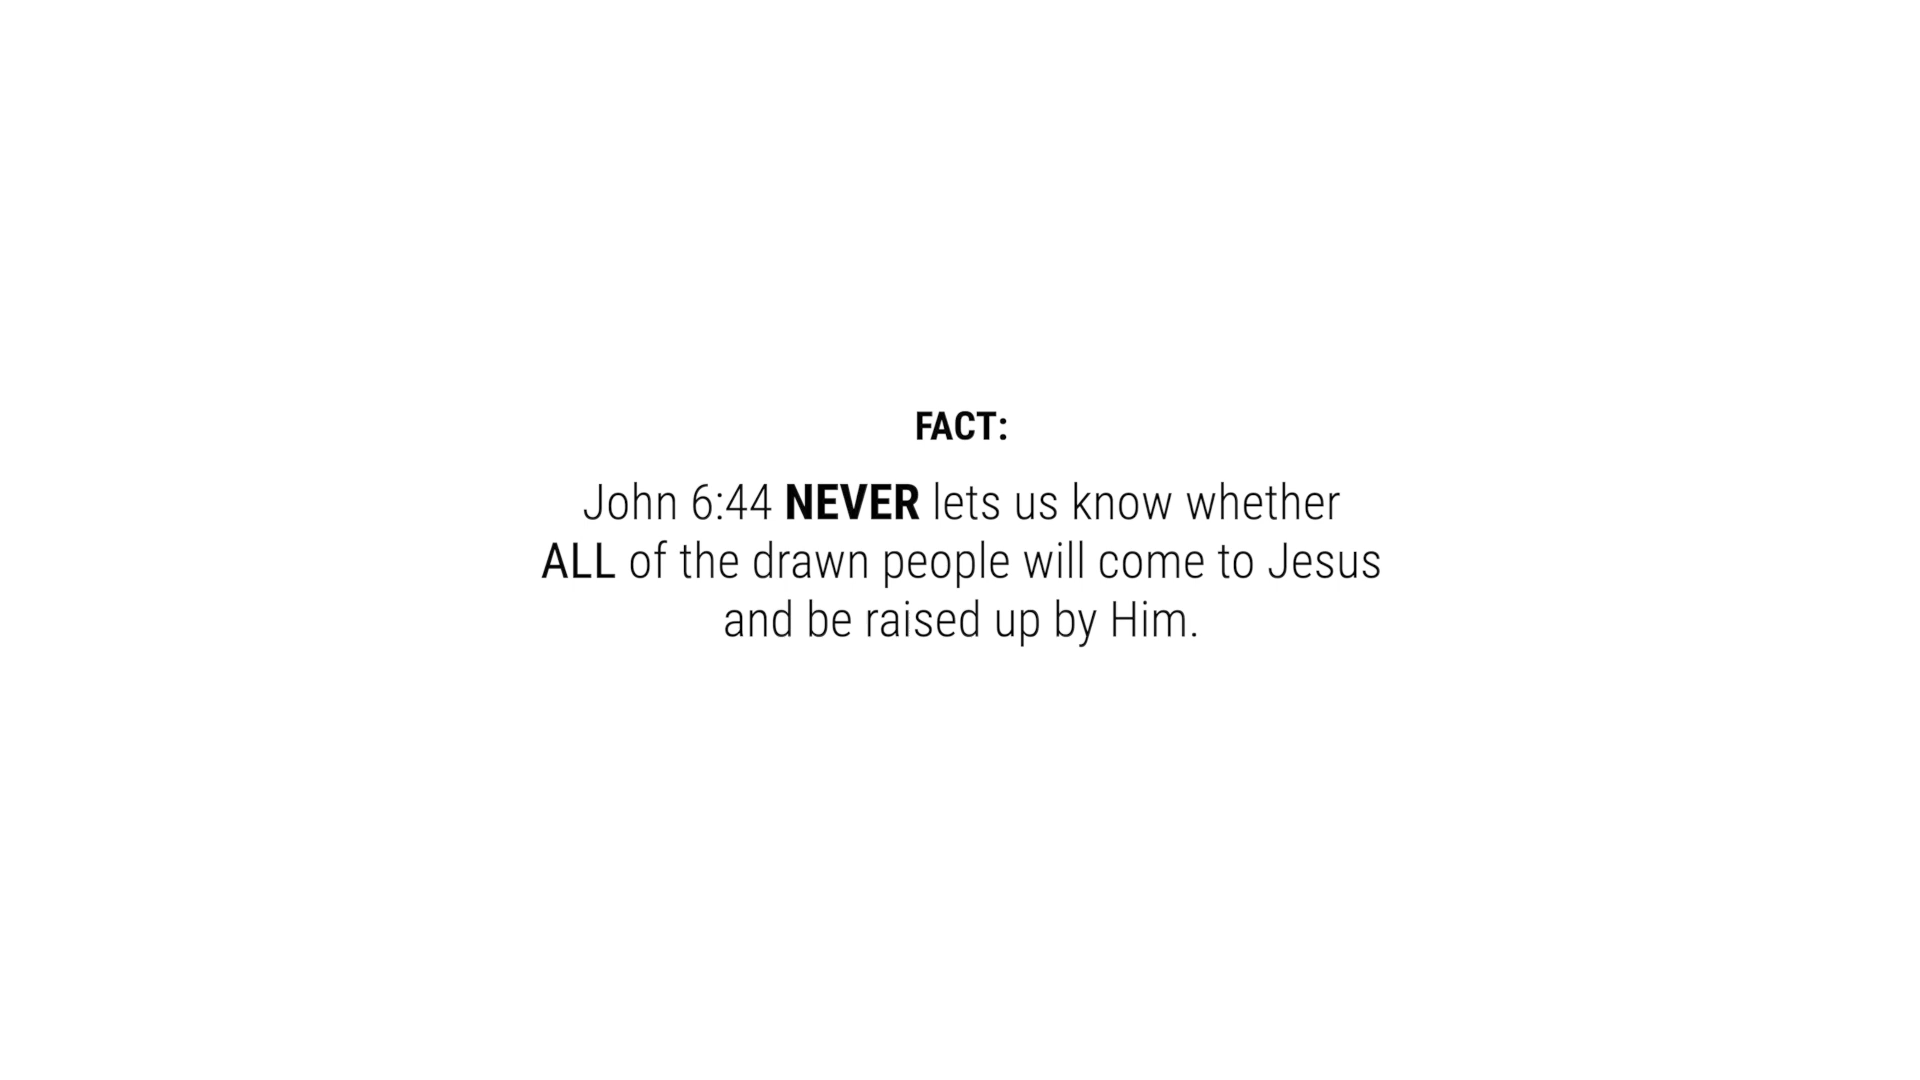 FACT:
John 6:44 NEVER lets us know whether
ALL of the drawn people will come to Jesus
and be raised up by Him.